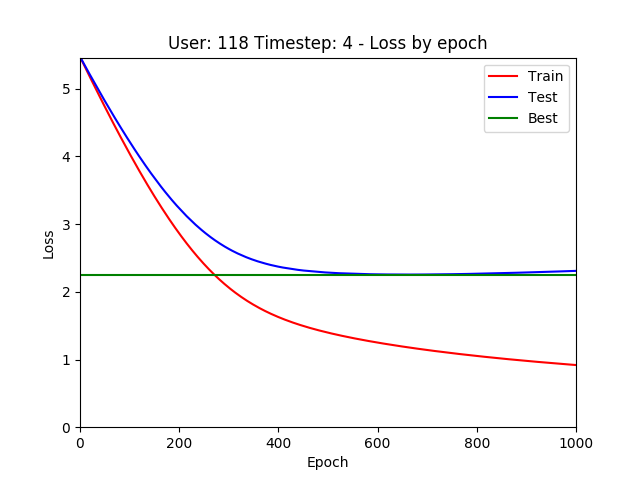 User: 118 Timestep: 4 - Loss by epoch
Train
Test
Best
Loss
5
4
3
2
1
0
0 200 400 600 800 1000
Epoch